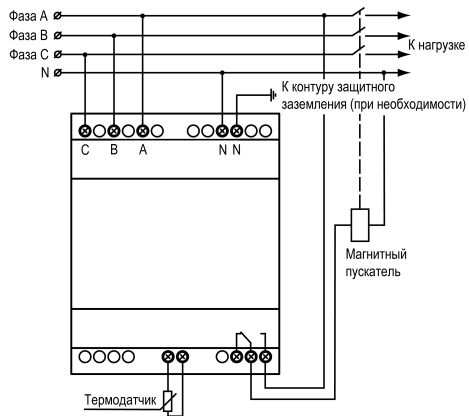 Фаза А
Фаза В
Фаза С
N
К нагрузке
К контуру защитного
заземления (при необходимости)
C B A N N
Магнитный
пускатель
Термодатчик